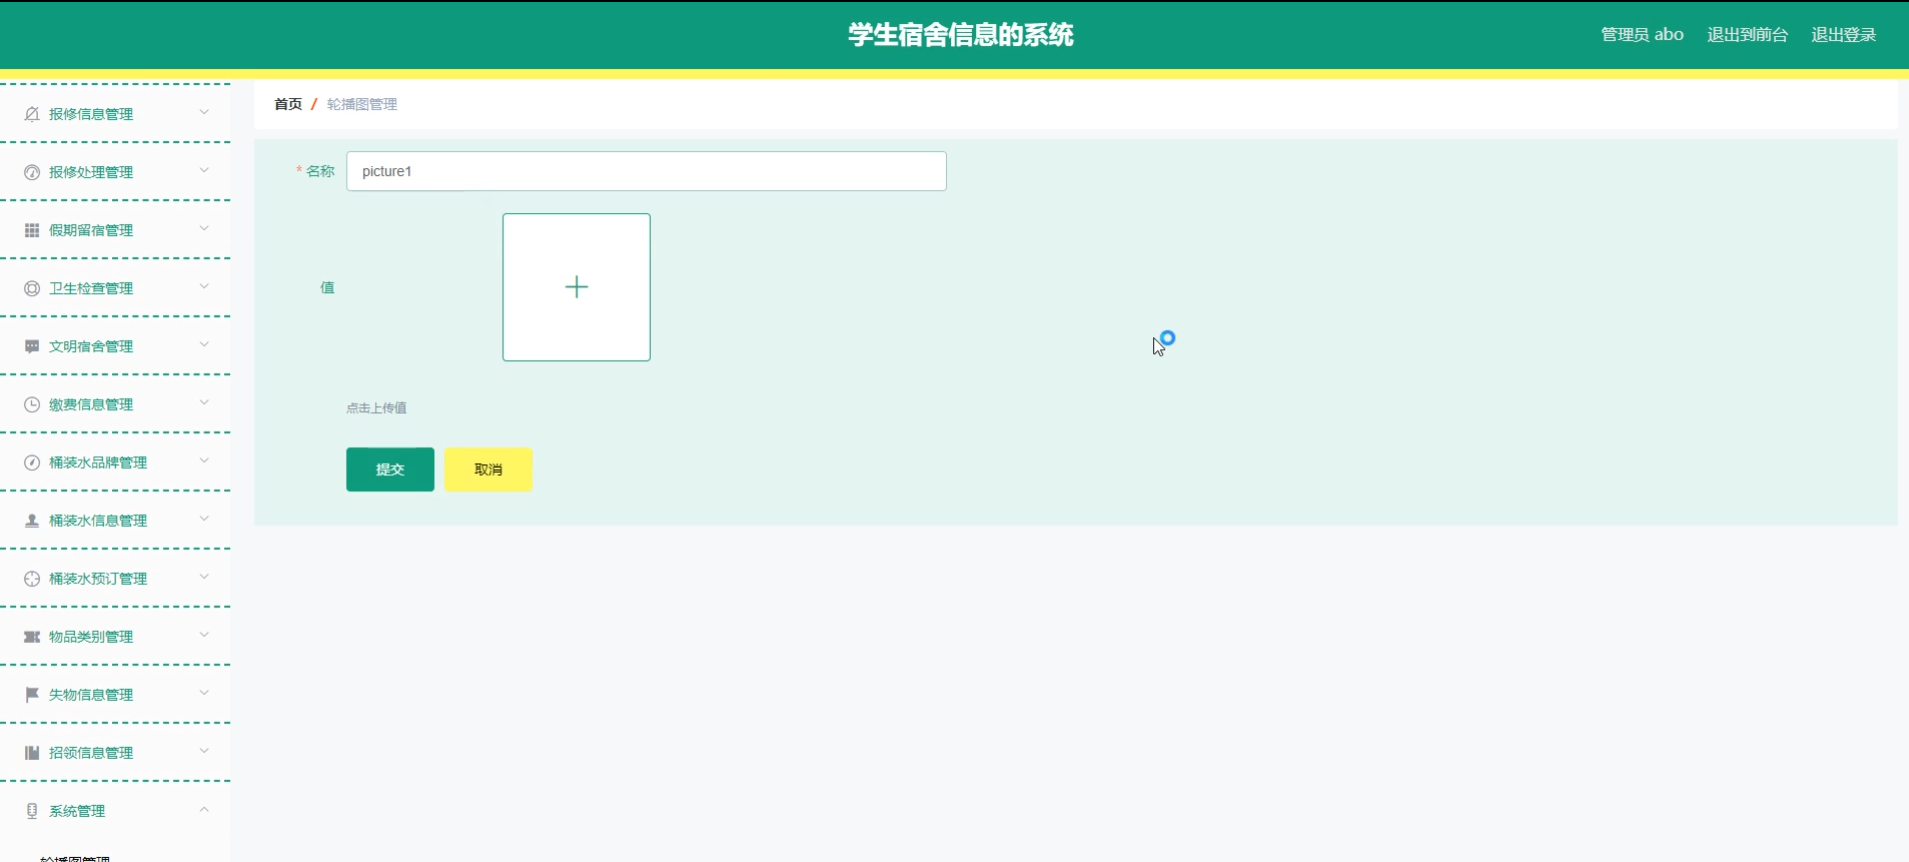 学生宿舍信息的系统
管理员 abo 退出到前台 退出登录
报修信息管理
报修处理管理
假期留宿管理
卫生检查管理
文明宿舍管理
缴费信息管理
桶装水品牌管理
桶装水信息管理
桶装水预订管理
物品类别管理
失物信息管理
招领信息管理
系统管理
轮播图管理
首页 / 轮播图管理
* 名称 picture1
值
点击上传值
提交 取消